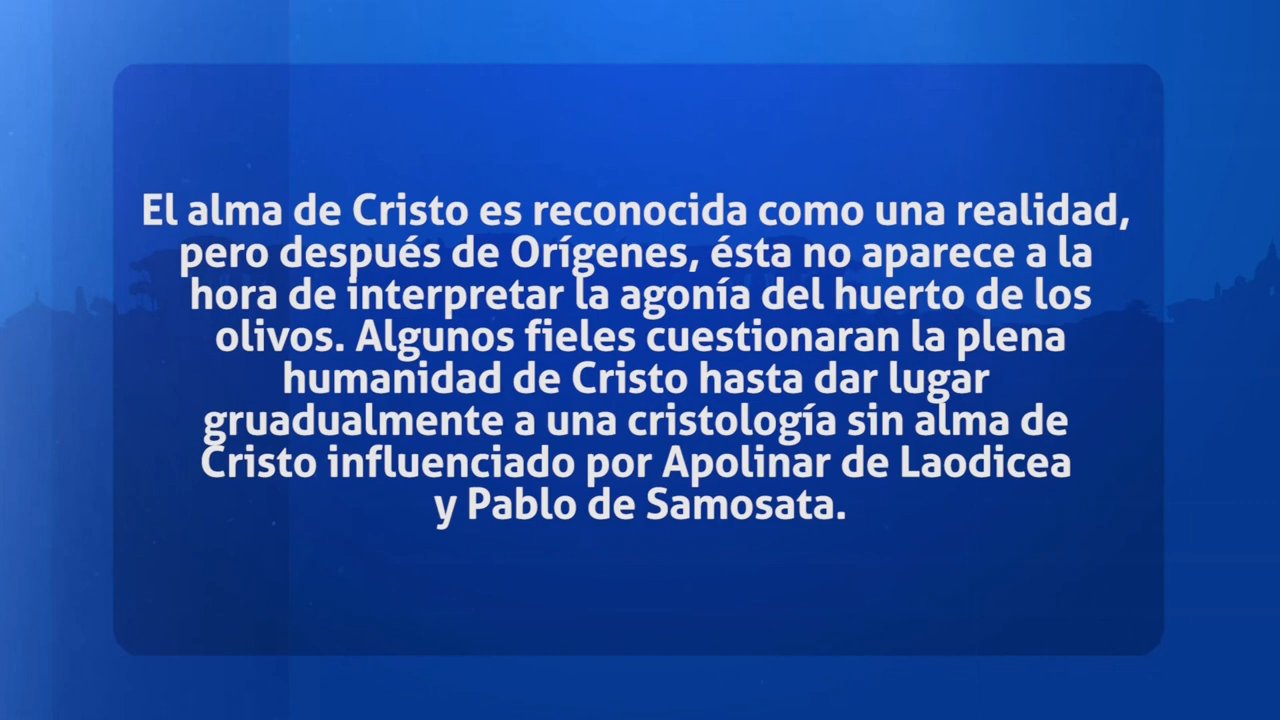 El alma de Cristo es reconocida como una realidad,
pero después de Orígenes, ésta no aparece a la
hora de interpretar la agonía del huerto de los
olivos. Algunos fieles cuestionaran la plena
humanidad de Cristo hasta dar lugar
gruadualmente a una cristología sin alma de
Cristo influenciado por Apolinar de Laodicea
y Pablo de Samosata.